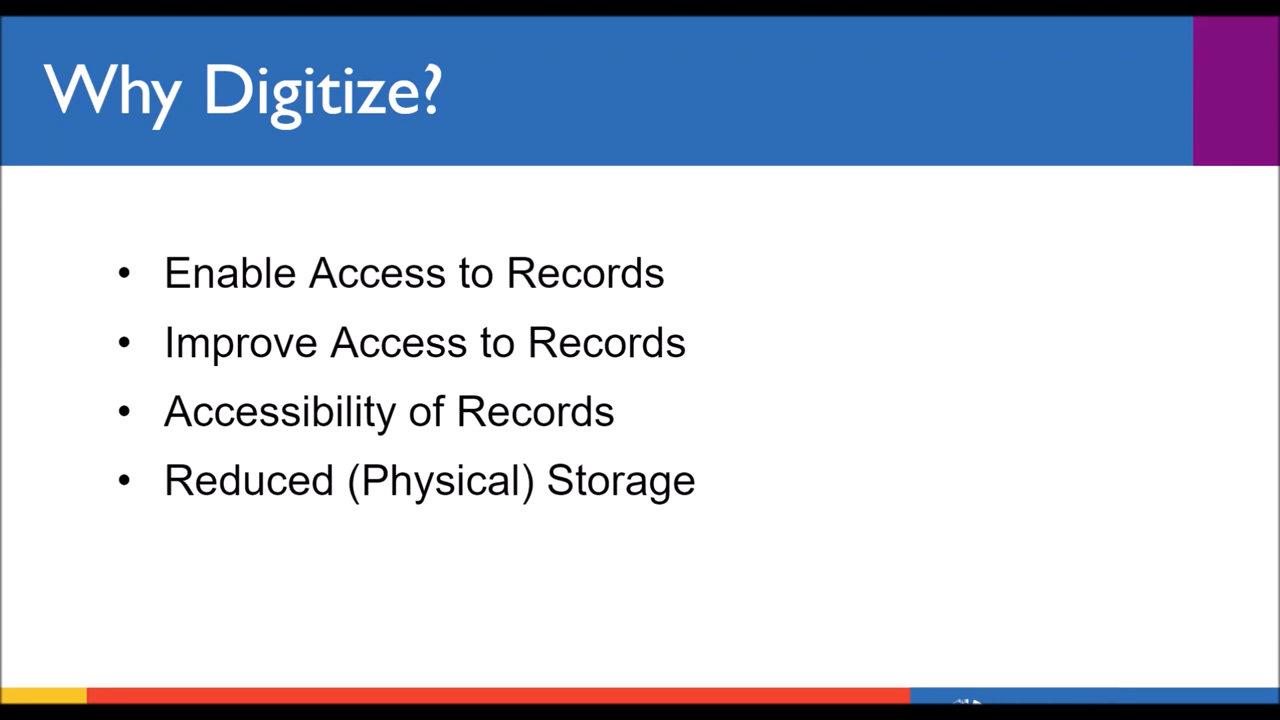 Why Digitize?
• Enable Access to Records
• Improve Access to Records
• Accessibility of Records
• Reduced (Physical) Storage